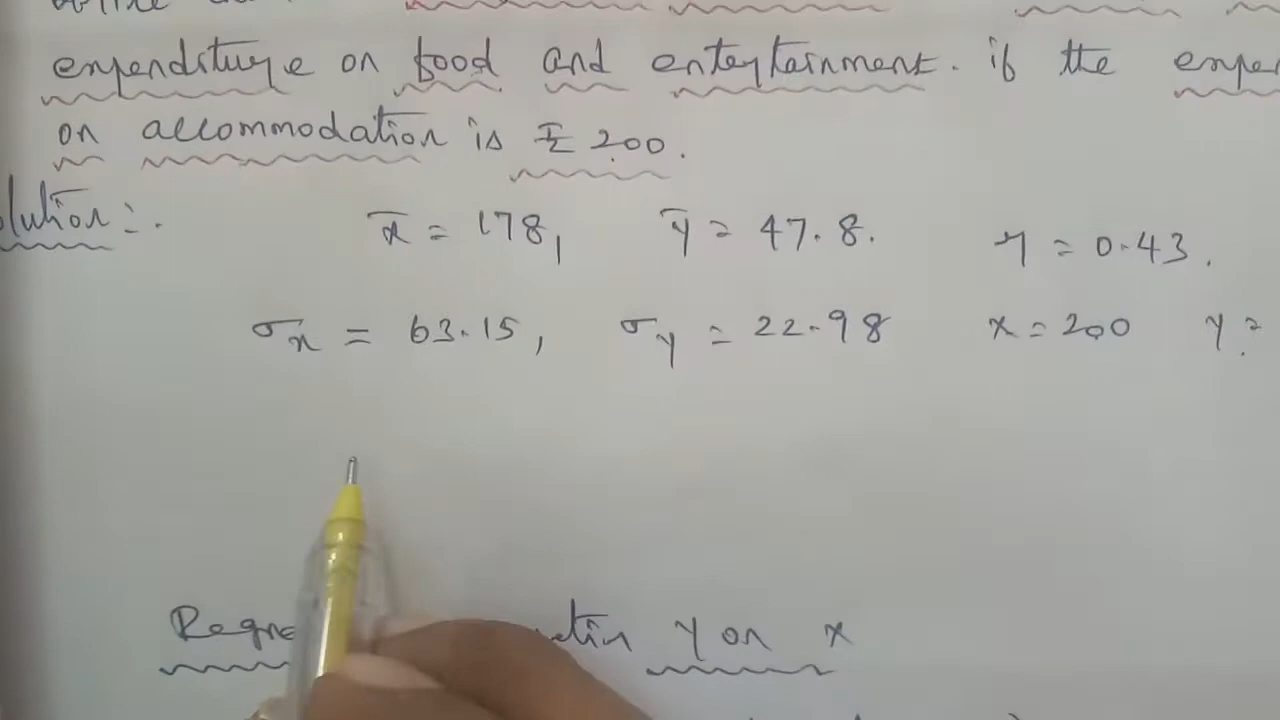 expenditure on food and entertainment. if the
on accommodation is ₹ 200.
x̄ = 178, ȳ = 47.8. r = 0.43.
σx = 63.15, σy = 22.98 x = 200 y = ?
y on x